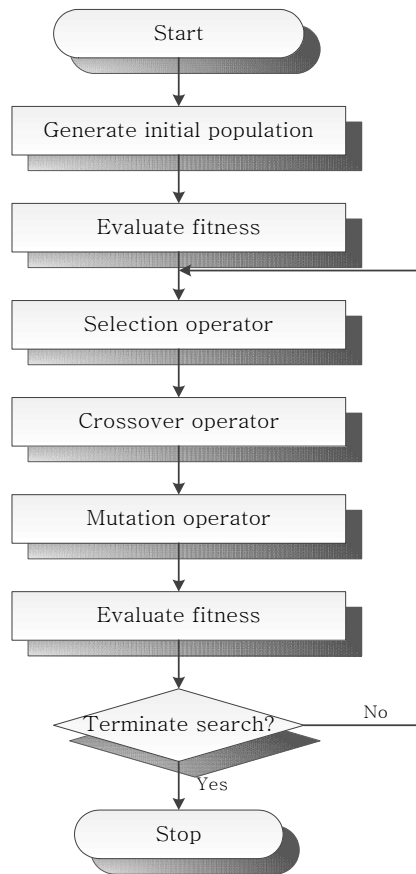 Start
Generate initial population
Evaluate fitness
Selection operator
Crossover operator
Mutation operator
Evaluate fitness
Terminate search?
No
Yes
Stop